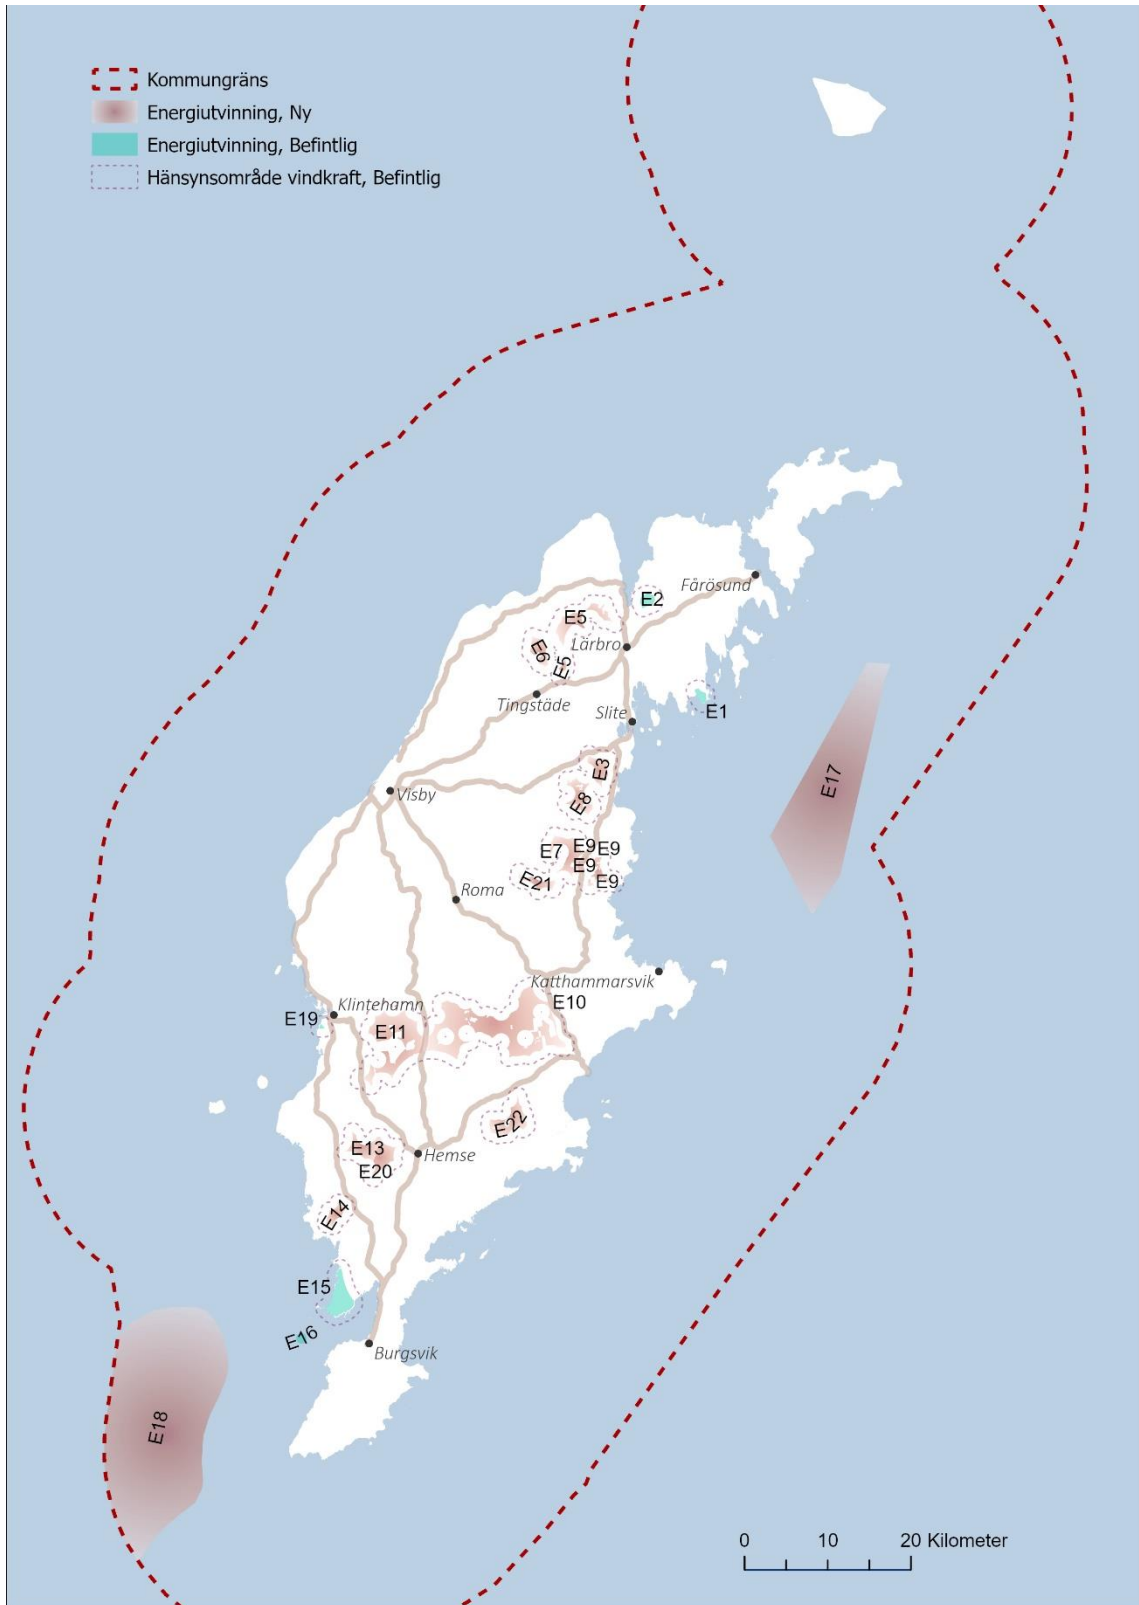 Kommungräns
Energiutvinning, Ny
Energiutvinning, Befintlig
Hänsynsområde vindkraft, Befintlig
Fårösund
E2
E5
Lärbro
E6
E5
Tingstäde
Slite
E1
E3
E17
Visby
E8
E7
E9
E9
E9
E21
E9
Roma
Katthammarsvik
E10
Klintehamn
E19
E11
E22
E13
Hemse
E20
E14
E15
E16
Burgsvik
E18
0 10 20 Kilometer